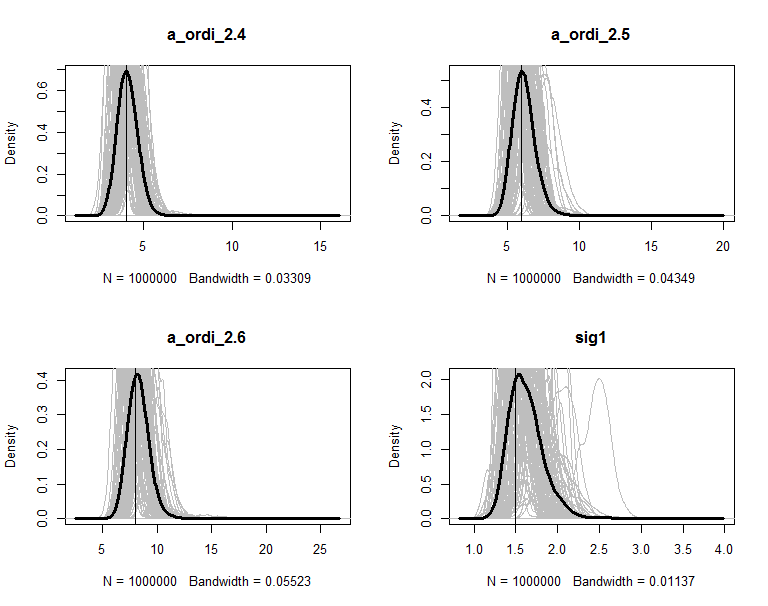 a_ordi_2.4
Density
0.0 0.2 0.4 0.6
5 10 15
N = 1000000 Bandwidth = 0.03309
a_ordi_2.5
Density
0.0 0.2 0.4
5 10 15 20
N = 1000000 Bandwidth = 0.04349
a_ordi_2.6
Density
0.0 0.1 0.2 0.3 0.4
5 10 15 20 25
N = 1000000 Bandwidth = 0.05523
sig1
Density
0.0 0.5 1.0 1.5 2.0
1.0 1.5 2.0 2.5 3.0 3.5 4.0
N = 1000000 Bandwidth = 0.01137